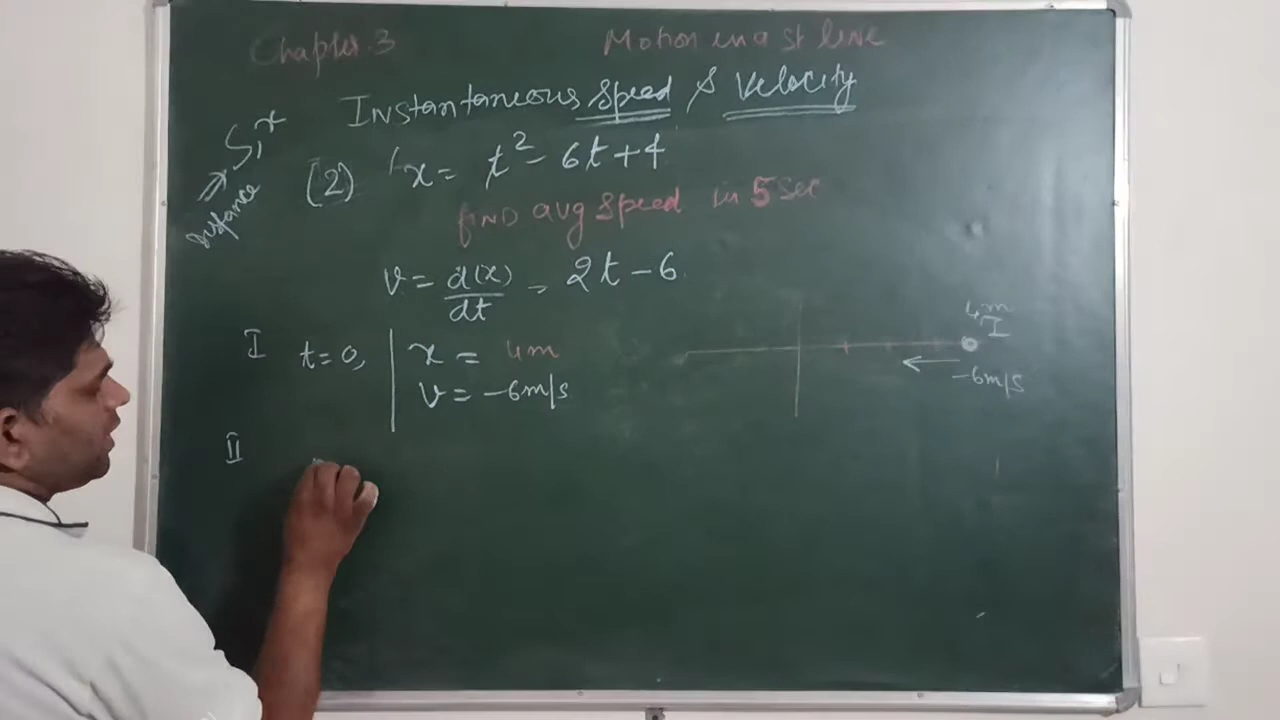 Chapter.3 Motion in a st line
Instantaneous Speed & Velocity
Distance
(2) x = t² - 6t + 4
FIND avg speed in 5 sec
v = d(x)/dt = 2t - 6
I t = 0, x = 4m
v = -6m/s
4m
I
-6m/s
II